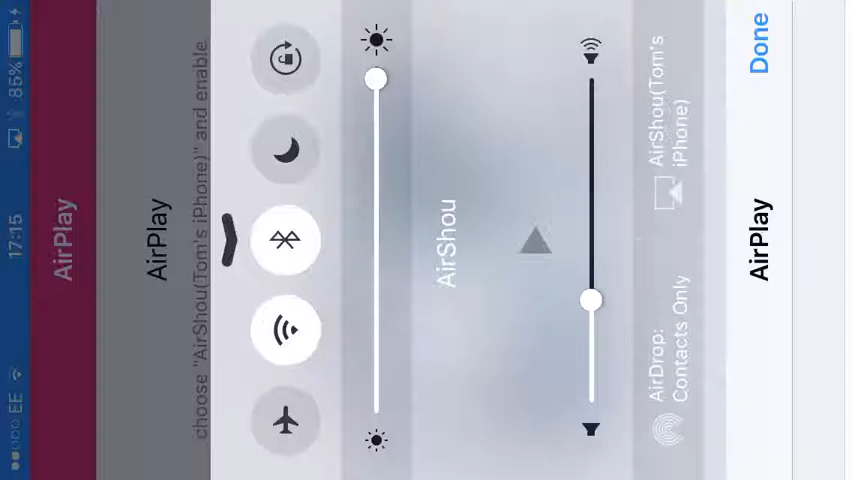 EE 17:15 85%
AirPlay
AirPlay
choose "AirShou(Tom's iPhone)" and enable
AirShou
AirDrop:
Contacts Only
AirShou(Tom's
iPhone)
AirPlay
Done